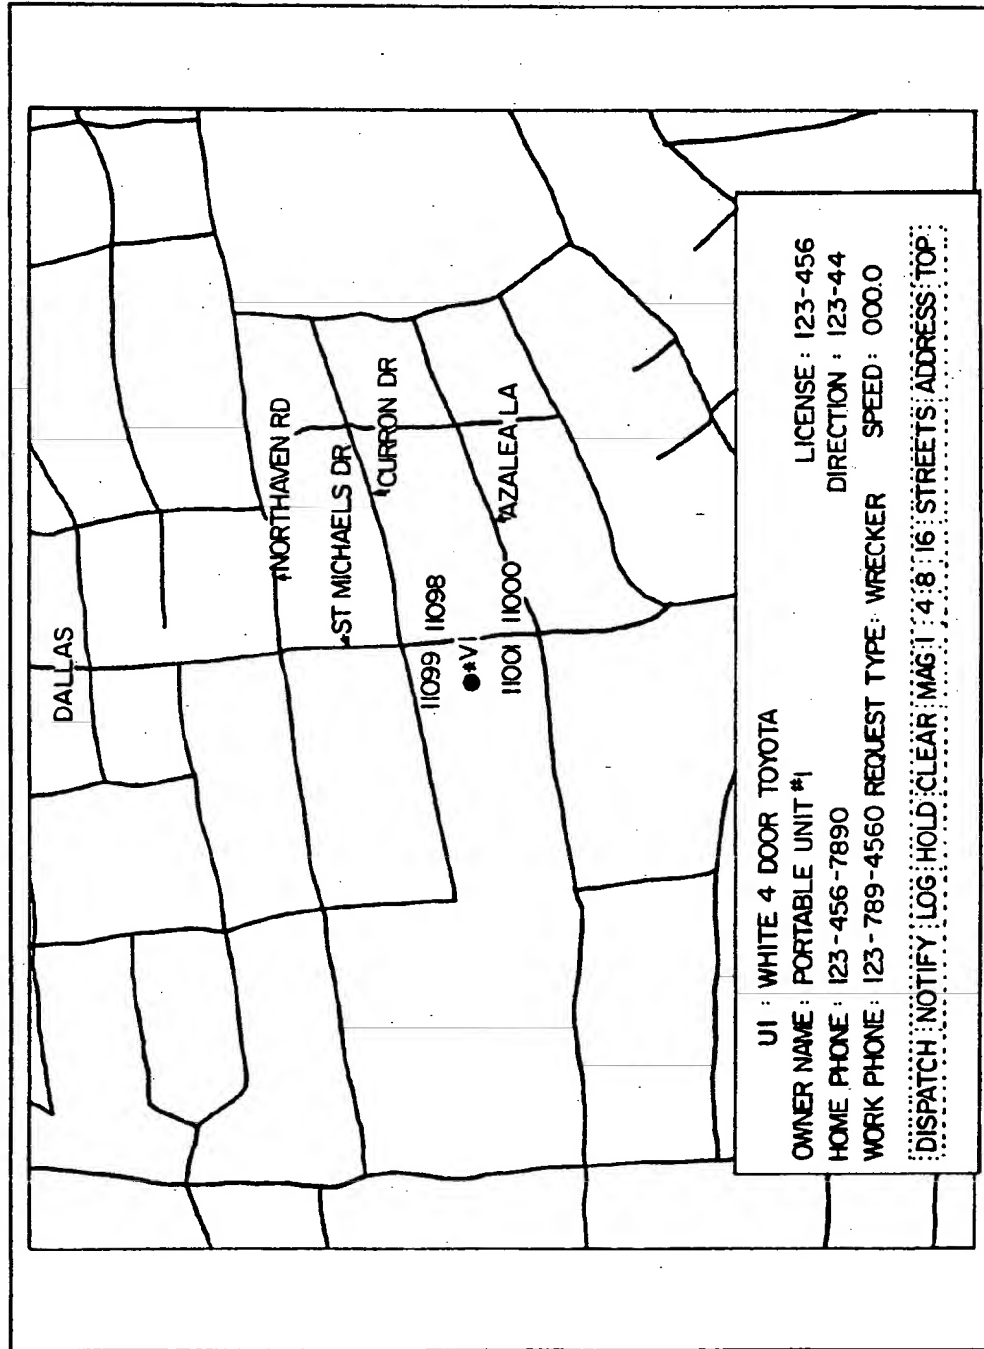 DALLAS
NORTHAVEN RD
ST MICHAELS DR
CURRON DR
11099 11098
*V1
11001 11000
AZALEA LA
U1 : WHITE 4 DOOR TOYOTA
OWNER NAME : PORTABLE UNIT #1 LICENSE : 123-456
HOME PHONE : 123-456-7890 DIRECTION : 123-44
WORK PHONE : 123-789-4560 REQUEST TYPE : WRECKER SPEED : 000.0
DISPATCH NOTIFY LOG HOLD CLEAR MAG 1 4 8 16 STREETS ADDRESS TOP